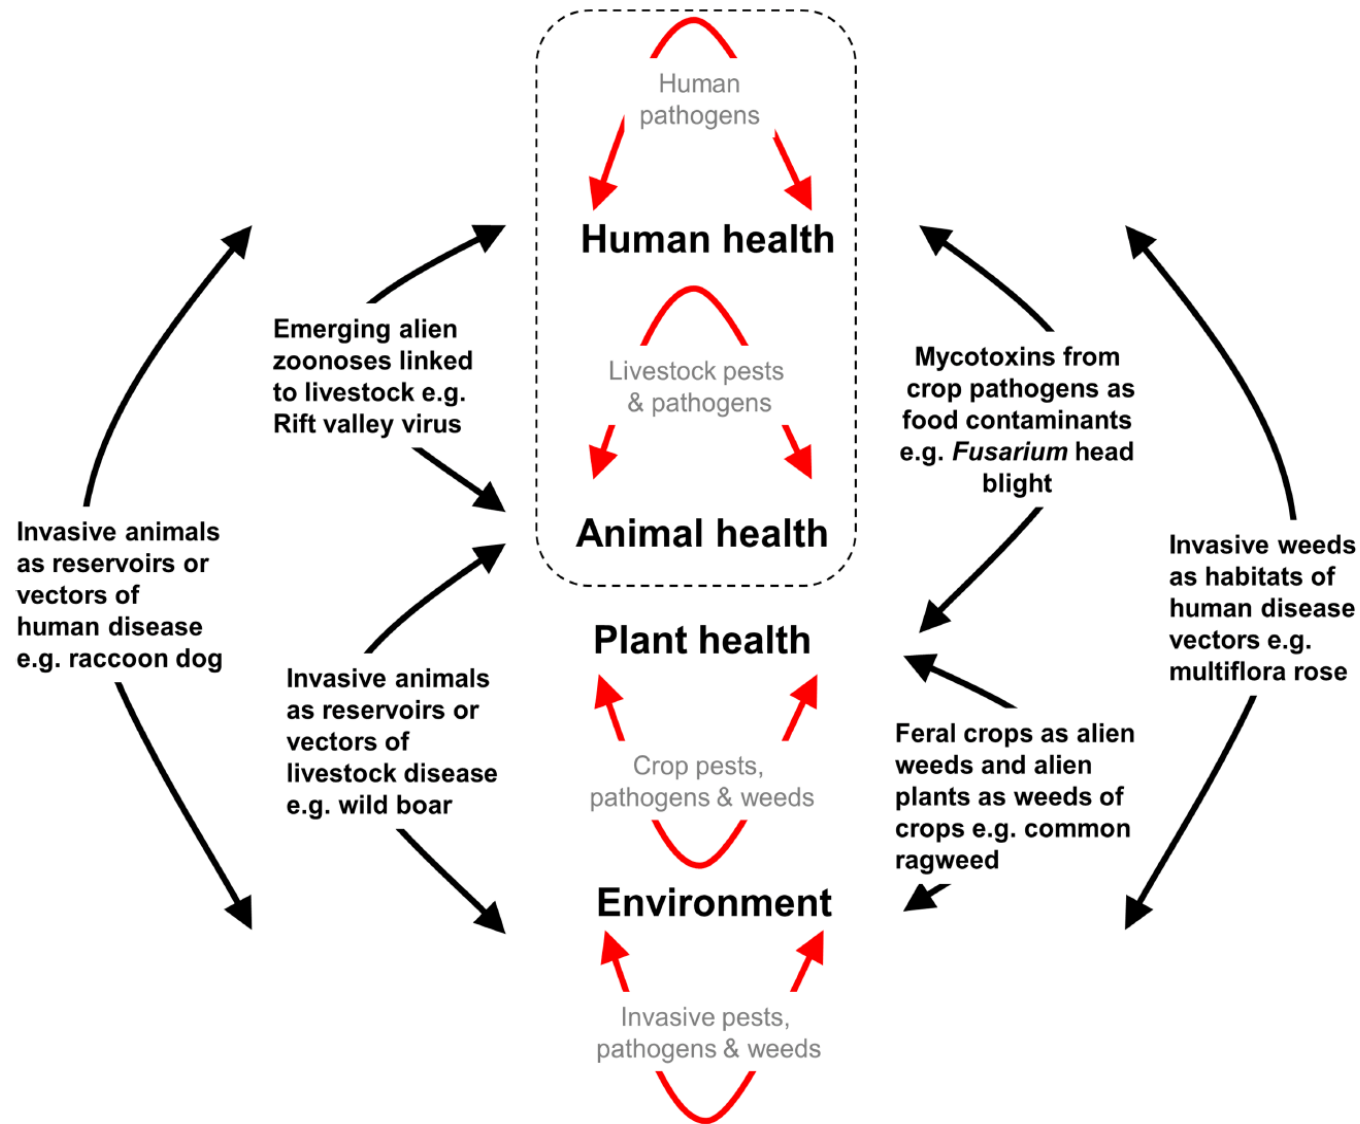 Human
pathogens
Human health
Emerging alien
zoonoses linked
to livestock e.g.
Rift valley virus
Livestock pests
& pathogens
Mycotoxins from
crop pathogens as
food contaminants
e.g. Fusarium head
blight
Invasive animals
as reservoirs or
vectors of
human disease
e.g. raccoon dog
Animal health
Invasive weeds
as habitats of
human disease
vectors e.g.
multiflora rose
Plant health
Invasive animals
as reservoirs or
vectors of
livestock disease
e.g. wild boar
Crop pests,
pathogens & weeds
Feral crops as alien
weeds and alien
plants as weeds of
crops e.g. common
ragweed
Environment
Invasive pests,
pathogens & weeds